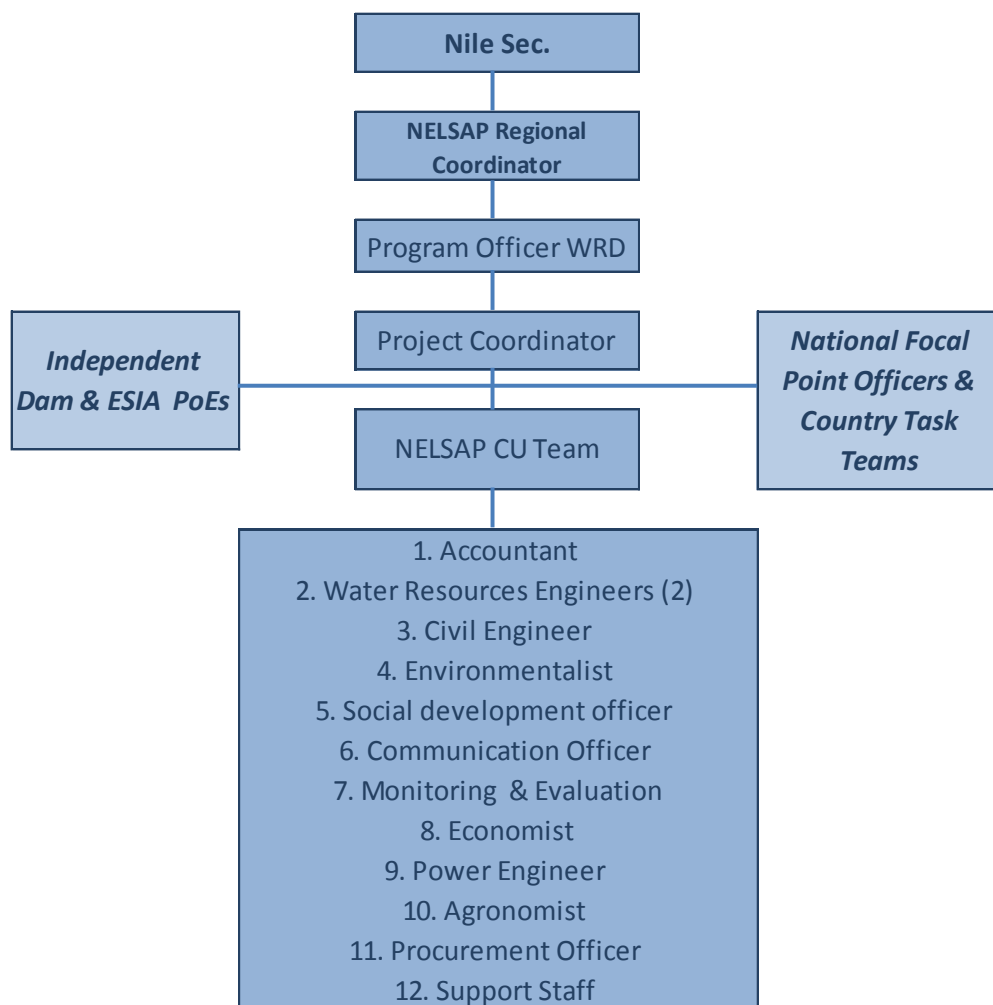 Nile Sec.
NELSAP Regional
Coordinator
Program Officer WRD
Project Coordinator
Independent
Dam & ESIA PoEs
National Focal
Point Officers &
Country Task
Teams
NELSAP CU Team
1. Accountant
2. Water Resources Engineers (2)
3. Civil Engineer
4. Environmentalist
5. Social development officer
6. Communication Officer
7. Monitoring & Evaluation
8. Economist
9. Power Engineer
10. Agronomist
11. Procurement Officer
12. Support Staff